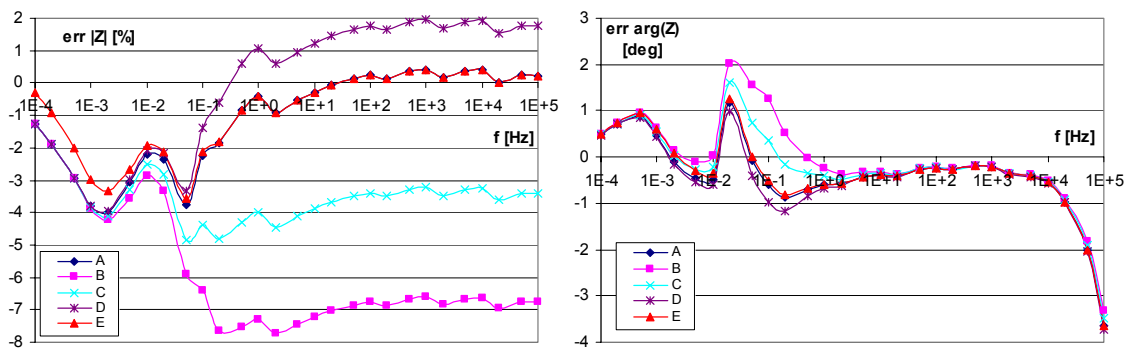 2
err |Z| [%]
1
0
1E-4 1E-3 1E-2 1E-1 1E+0 1E+1 1E+2 1E+3 1E+4 1E+5
-1
f [Hz]
-2
-3
-4
-5
-6
-7
-8
A
B
C
D
E
3
err arg(Z)
[deg]
2
1
f [Hz]
0
1E-4 1E-3 1E-2 1E-1 1E+0 1E+1 1E+2 1E+3 1E+4 1E+5
-1
-2
-3
-4
A
B
C
D
E